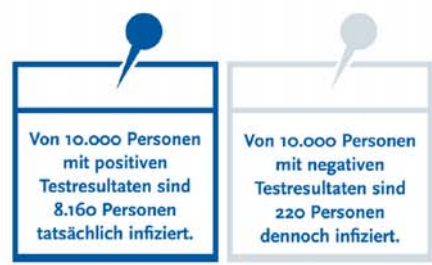 Von 10.000 Personen
mit positiven
Testresultaten sind
8.160 Personen
tatsächlich infiziert.
Von 10.000 Personen
mit negativen
Testresultaten sind
220 Personen
dennoch infiziert.